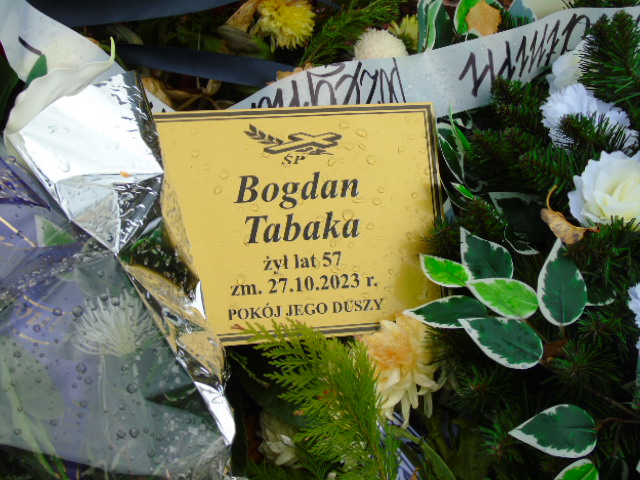 ŚP
Bogdan
Tabaka
żył lat 57
zm. 27.10.2023 r.
POKÓJ JEGO DUSZY